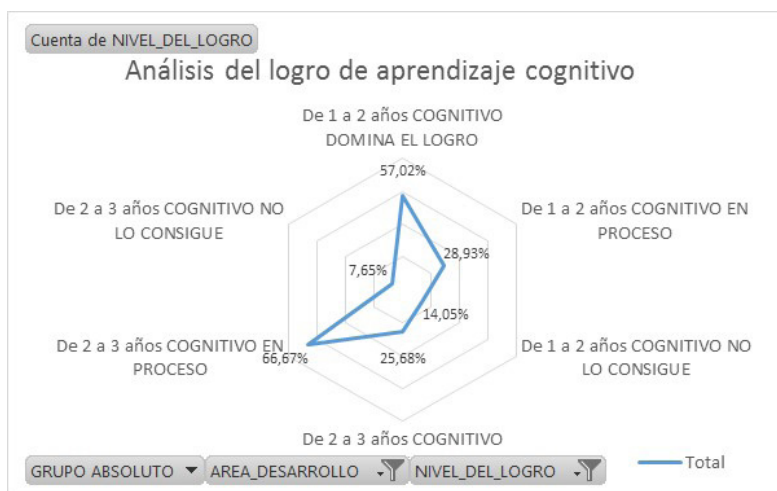 Cuenta de NIVEL_DEL_LOGRO
Análisis del logro de aprendizaje cognitivo
De 1 a 2 años COGNITIVO
DOMINA EL LOGRO
57,02%
De 2 a 3 años COGNITIVO NO
LO CONSIGUE
De 1 a 2 años COGNITIVO EN
PROCESO
28,93%
7,65%
14,05%
De 2 a 3 años COGNITIVO EN
PROCESO
66,67%
25,68%
De 1 a 2 años COGNITIVO NO
LO CONSIGUE
De 2 a 3 años COGNITIVO
GRUPO ABSOLUTO
AREA_DESARROLLO
NIVEL_DEL_LOGRO
Total